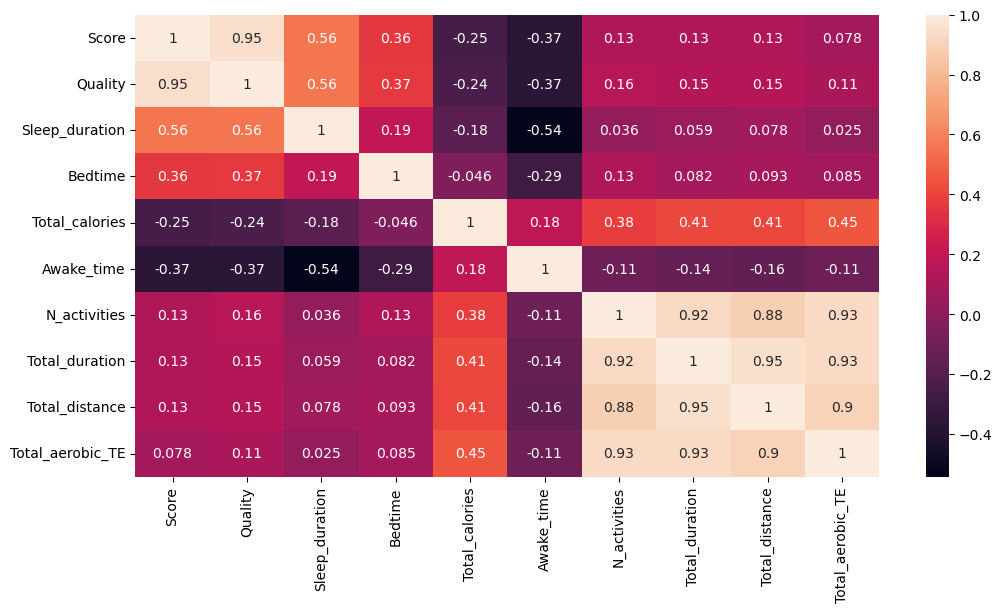 Score 1 0.95 0.56 0.36 -0.25 -0.37 0.13 0.13 0.13 0.078
Quality 0.95 1 0.56 0.37 -0.24 -0.37 0.16 0.15 0.15 0.11
Sleep_duration 0.56 0.56 1 0.19 -0.18 -0.54 0.036 0.059 0.078 0.025
Bedtime 0.36 0.37 0.19 1 -0.046 -0.29 0.13 0.082 0.093 0.085
Total_calories -0.25 -0.24 -0.18 -0.046 1 0.18 0.38 0.41 0.41 0.45
Awake_time -0.37 -0.37 -0.54 -0.29 0.18 1 -0.11 -0.14 -0.16 -0.11
N_activities 0.13 0.16 0.036 0.13 0.38 -0.11 1 0.92 0.88 0.93
Total_duration 0.13 0.15 0.059 0.082 0.41 -0.14 0.92 1 0.95 0.93
Total_distance 0.13 0.15 0.078 0.093 0.41 -0.16 0.88 0.95 1 0.9
Total_aerobic_TE 0.078 0.11 0.025 0.085 0.45 -0.11 0.93 0.93 0.9 1
Score
Quality
Sleep_duration
Bedtime
Total_calories
Awake_time
N_activities
Total_duration
Total_distance
Total_aerobic_TE
1.0
0.8
0.6
0.4
0.2
0.0
−0.2
−0.4